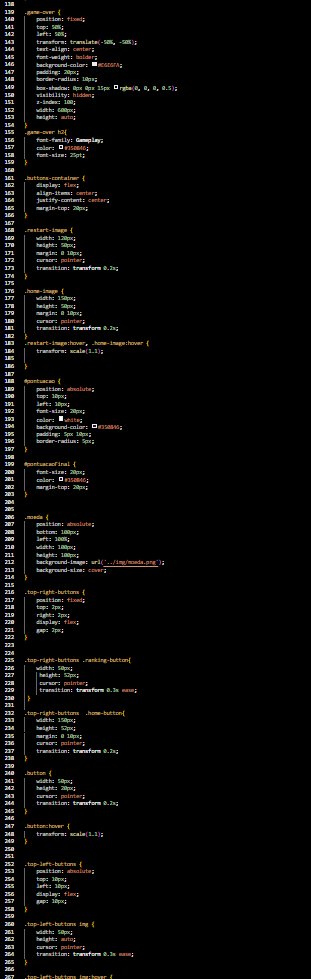 138
139 .game-over {
140 position: fixed;
141 top: 50%;
142 left: 50%;
143 transform: translate(-50%, -50%);
144 text-align: center;
145 font-weight: bolder;
146 background-color: #E6E6FA;
147 padding: 20px;
148 border-radius: 10px;
149 box-shadow: 0px 0px 15px rgba(0, 0, 0, 0.5);
150 visibility: hidden;
151 z-index: 100;
152 width: 600px;
153 height: auto;
154 }
155 .game-over h2{
156 font-family: Gameplay;
157 color: #350846;
158 font-size: 25pt;
159 }
160
161 .buttons-container {
162 display: flex;
163 align-items: center;
164 justify-content: center;
165 margin-top: 20px;
166 }
167
168 .restart-image {
169 width: 120px;
170 height: 50px;
171 margin: 0 10px;
172 cursor: pointer;
173 transition: transform 0.2s;
174 }
175
176 .home-image {
177 width: 150px;
178 height: 50px;
179 margin: 0 10px;
180 cursor: pointer;
181 transition: transform 0.2s;
182 }
183 .restart-image:hover, .home-image:hover {
184 transform: scale(1.1);
185
186 }
187
188 #pontuacao {
189 position: absolute;
190 top: 10px;
191 left: 10px;
192 font-size: 20px;
193 color: white;
194 background-color: #350846;
195 padding: 5px 10px;
196 border-radius: 5px;
197 }
198
199 #pontuacaoFinal {
200 font-size: 20px;
201 color: #350846;
202 margin-top: 20px;
203 }
204
205
206 .moeda {
207 position: absolute;
208 bottom: 100px;
209 left: 100%;
210 width: 100px;
211 height: 100px;
212 background-image: url('../img/moeda.png');
213 background-size: cover;
214 }
215
216 .top-right-buttons {
217 position: fixed;
218 top: 2px;
219 right: 2px;
220 display: flex;
221 gap: 2px;
222 }
223
224
225 .top-right-buttons .ranking-button{
226 width: 50px;
227 height: 52px;
228 cursor: pointer;
229 transition: transform 0.3s ease;
230 }
231
232 .top-right-buttons .home-button{
233 width: 150px;
234 height: 52px;
235 margin: 0 10px;
236 cursor: pointer;
237 transition: transform 0.2s;
238 }
239
240 .button {
241 width: 50px;
242 height: 20px;
243 cursor: pointer;
244 transition: transform 0.2s;
245 }
246
247 .button:hover {
248 transform: scale(1.1);
249 }
250
251
252 .top-left-buttons {
253 position: absolute;
254 top: 10px;
255 left: 10px;
256 display: flex;
257 gap: 10px;
258 }
259
260 .top-left-buttons img {
261 width: 50px;
262 height: auto;
263 cursor: pointer;
264 transition: transform 0.3s ease;
265 }
266
267 .top-left-buttons img:hover {